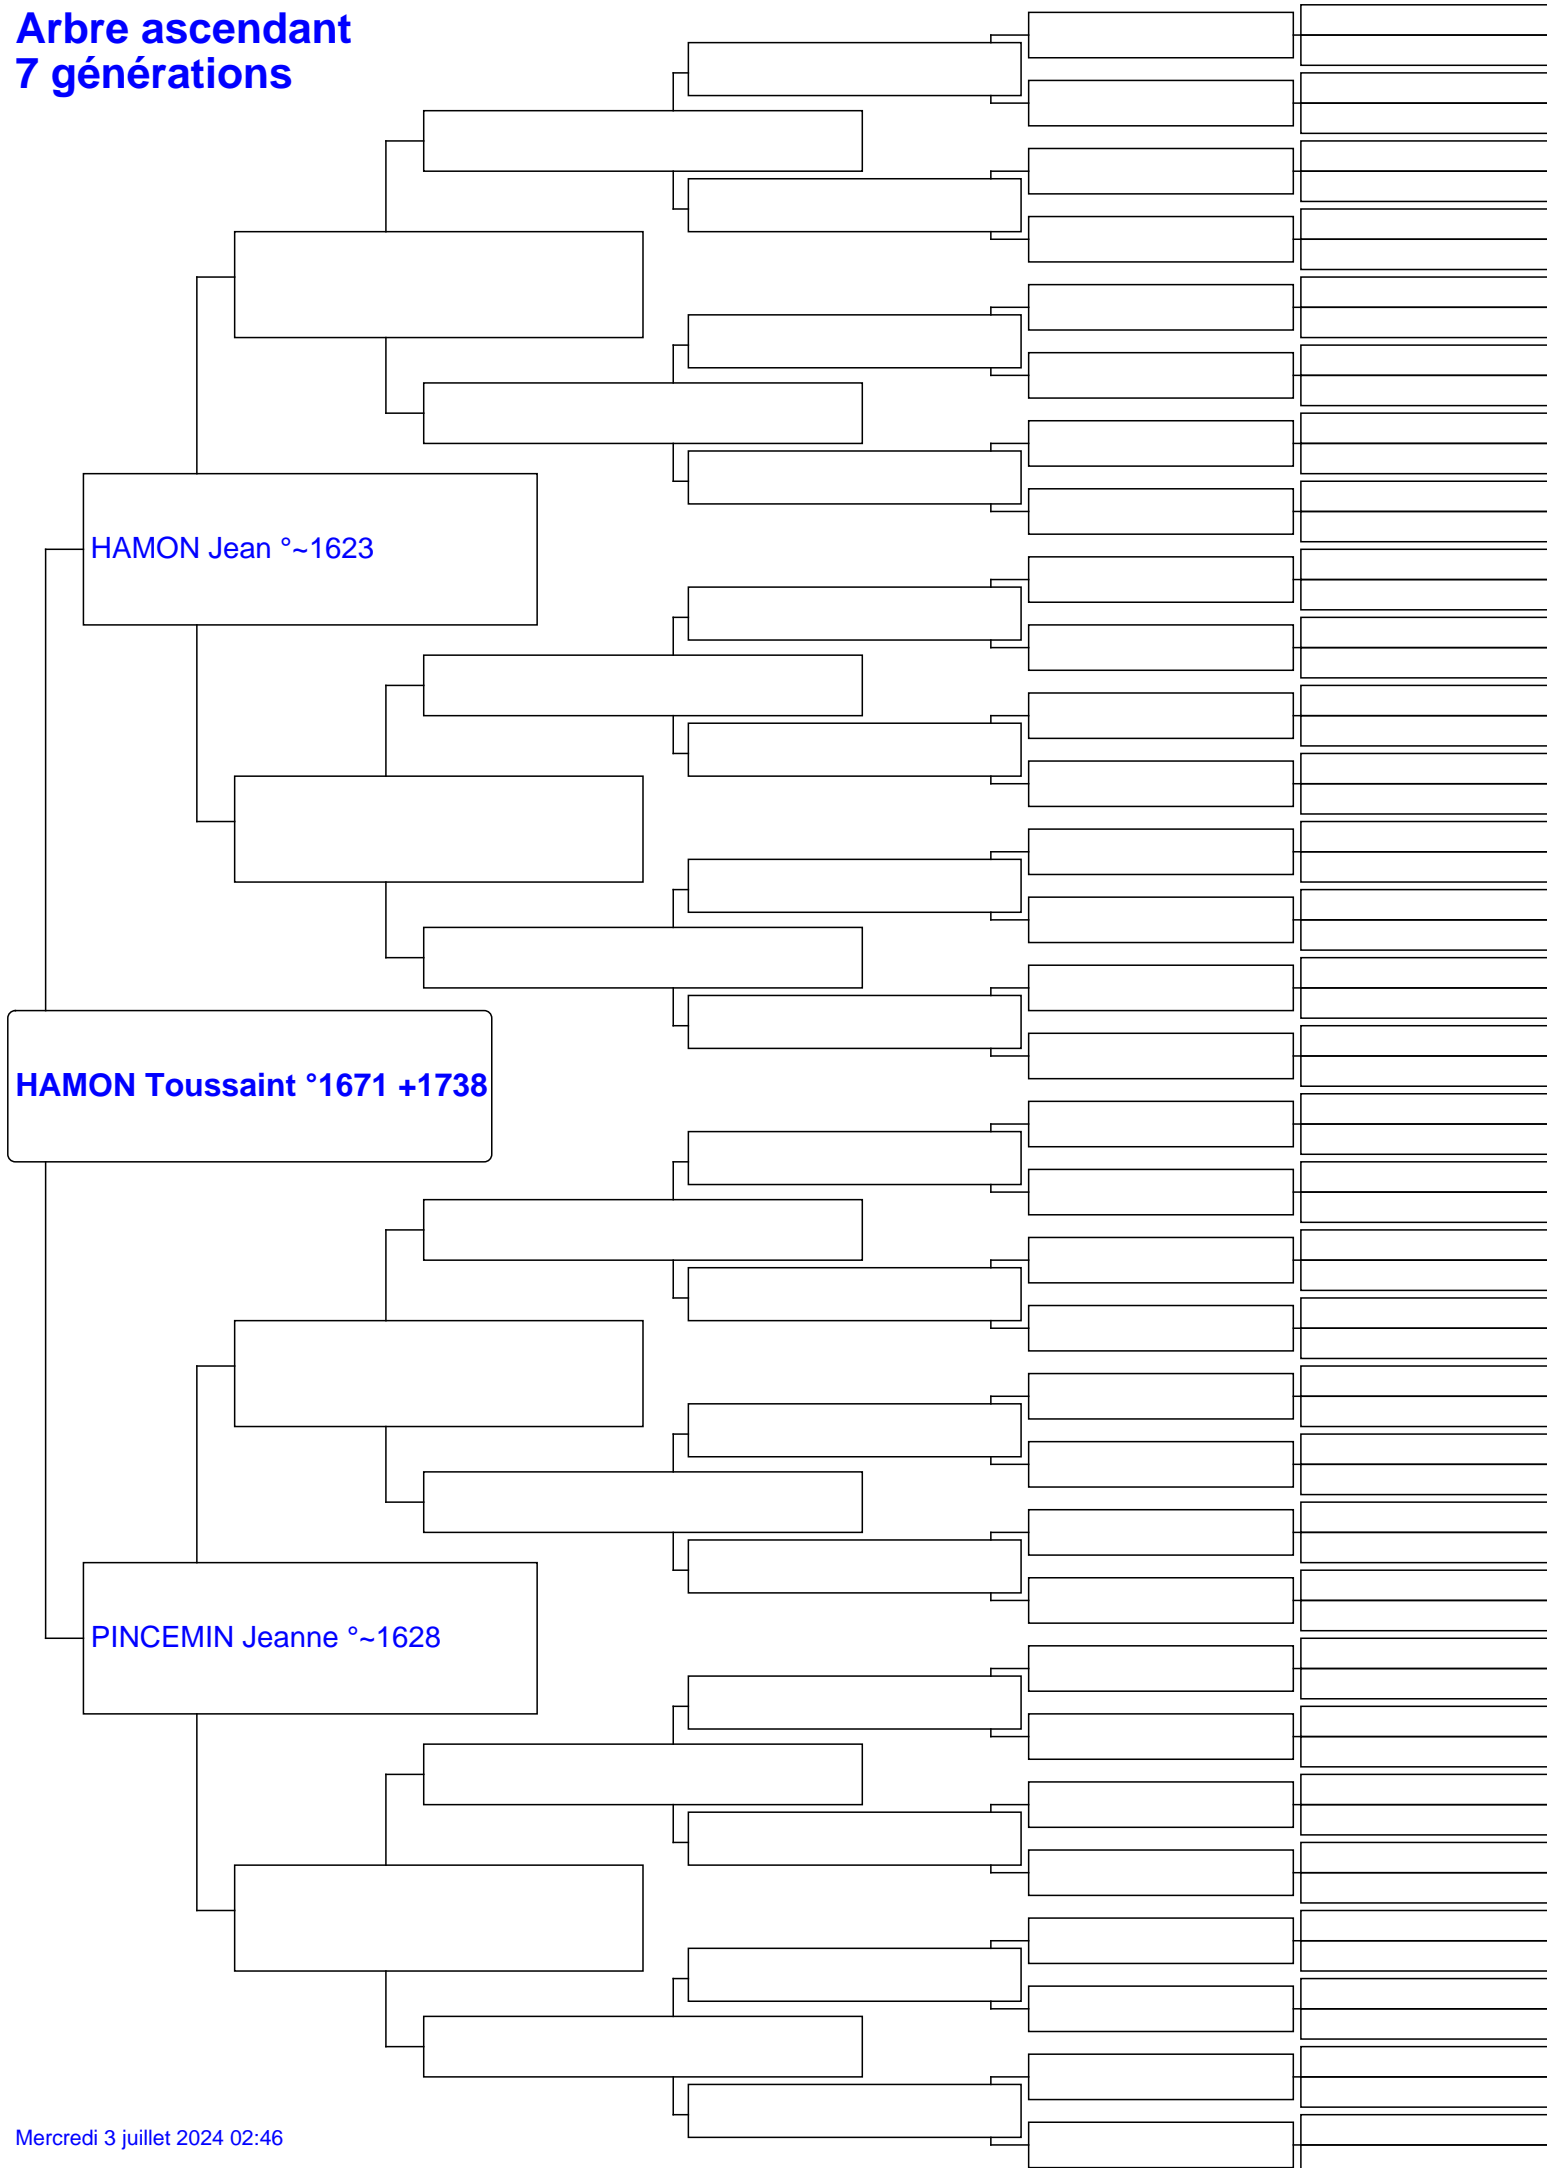 Arbre ascendant
7 générations
HAMON Jean °~1623
HAMON Toussaint °1671 +1738
PINCEMIN Jeanne °~1628
Mercredi 3 juillet 2024 02:46